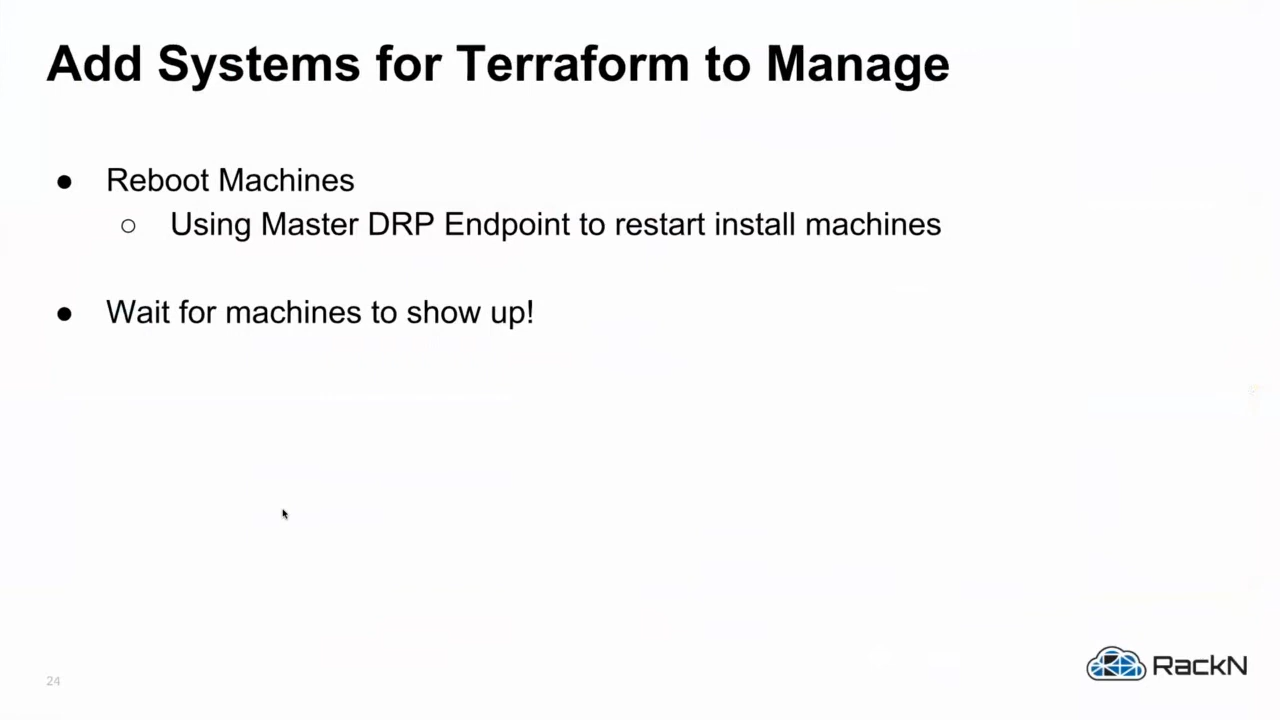 Add Systems for Terraform to Manage
● Reboot Machines
○ Using Master DRP Endpoint to restart install machines
● Wait for machines to show up!
24
RackN